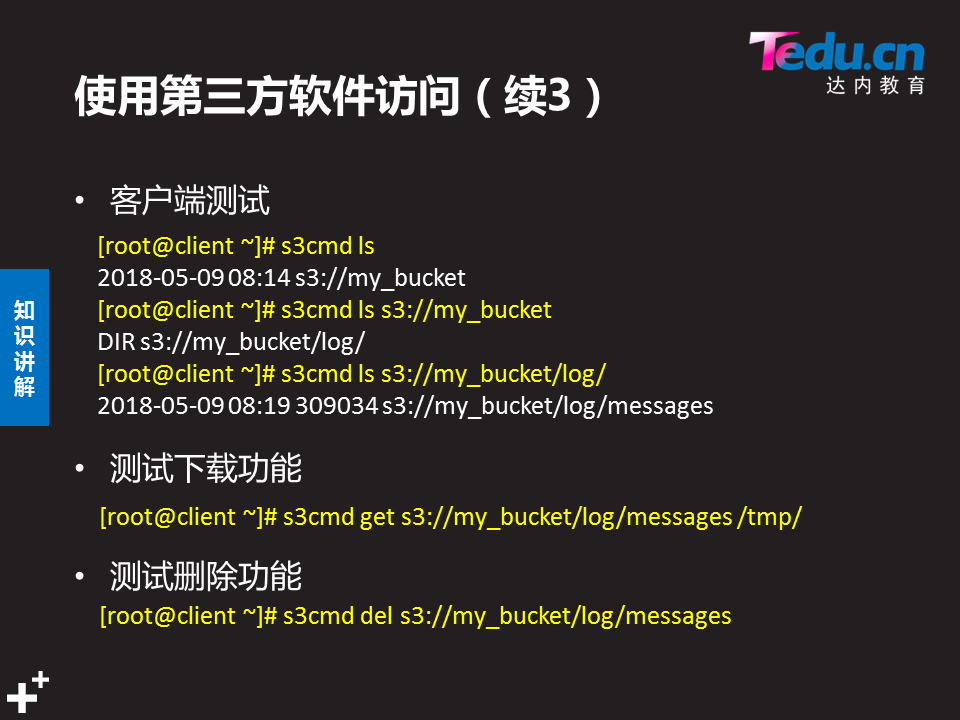 Tedu.cn
达内教育
使用第三方软件访问（续3）
• 客户端测试
[root@client ~]# s3cmd ls
2018-05-09 08:14 s3://my_bucket
[root@client ~]# s3cmd ls s3://my_bucket
DIR s3://my_bucket/log/
[root@client ~]# s3cmd ls s3://my_bucket/log/
2018-05-09 08:19 309034 s3://my_bucket/log/messages
知识讲解
• 测试下载功能
[root@client ~]# s3cmd get s3://my_bucket/log/messages /tmp/
• 测试删除功能
[root@client ~]# s3cmd del s3://my_bucket/log/messages